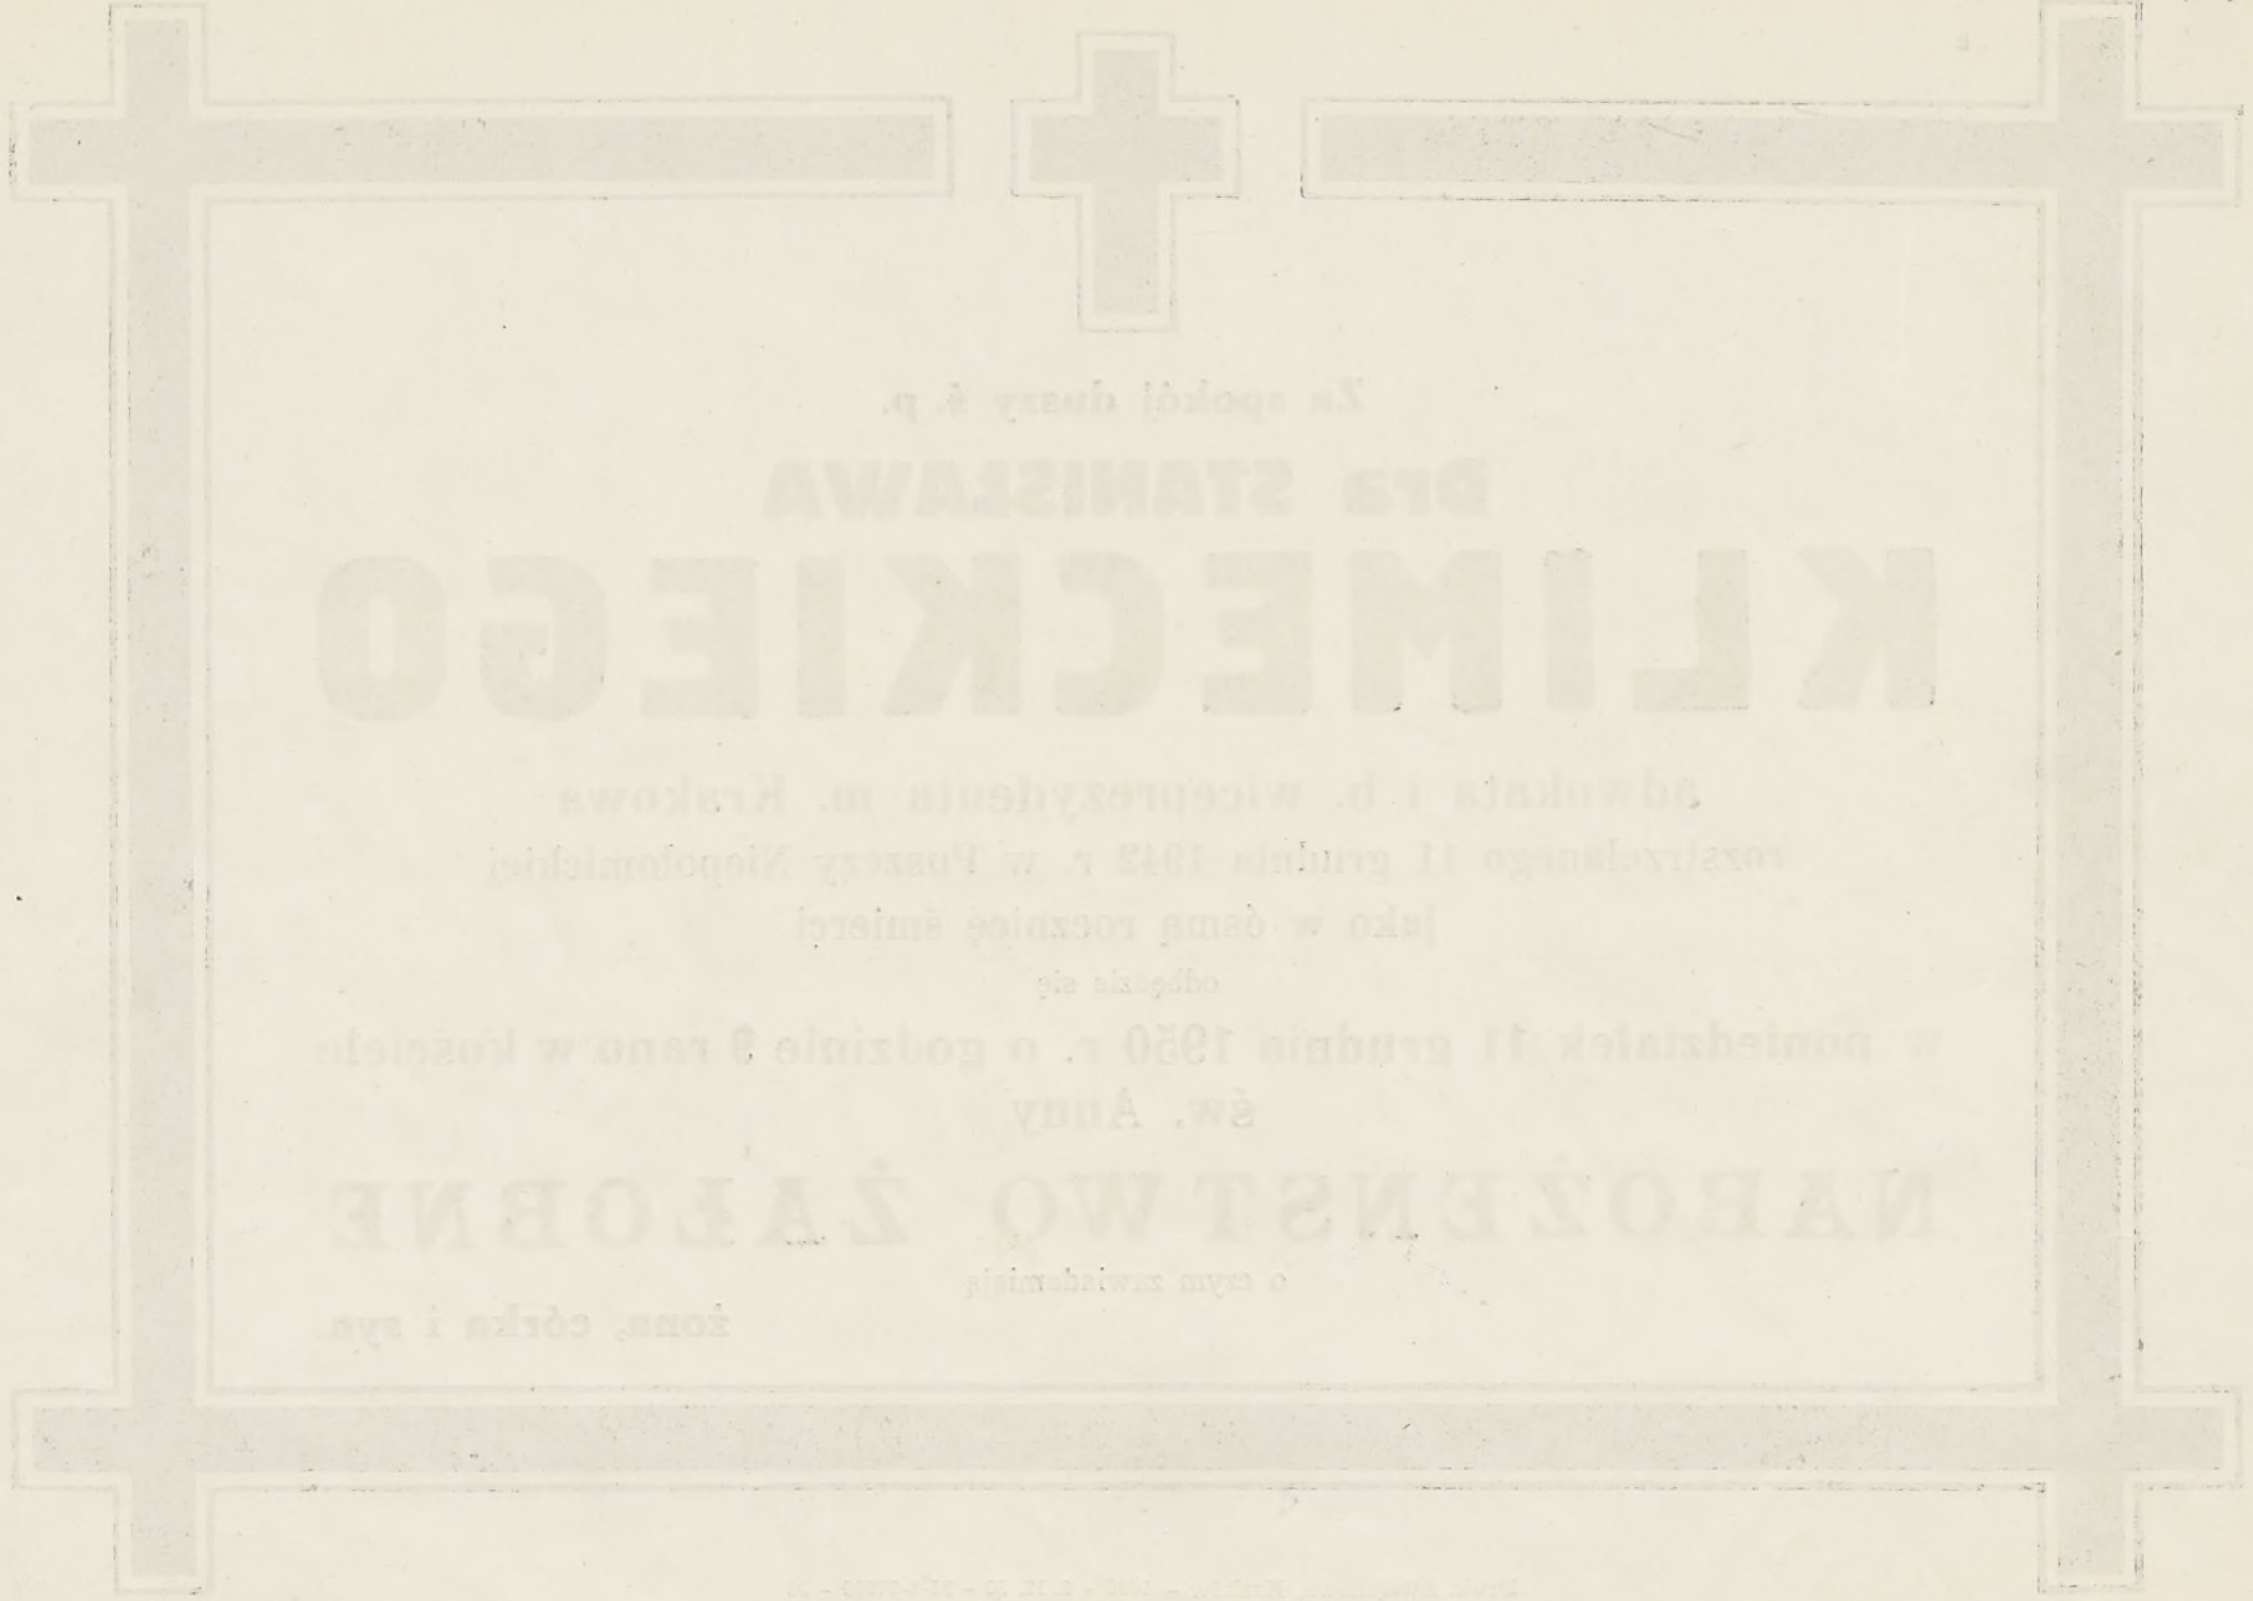 Za spokój duszy ś. p.
Dra STANISŁAWA
KLIMECKIEGO
adwokata i b. wiceprezydenta m. Krakowa
rozstrzelanego 11 grudnia 1942 r. w Puszczy Niepołomickiej
jako w ósmą rocznicę śmierci
odbędzie się
w poniedziałek 11 grudnia 1950 r. o godzinie 9 rano w kościele
św. Anny
NABOŻEŃSTWO ŻAŁOBNE
o czym zawiadamiają
żona, córka i syn